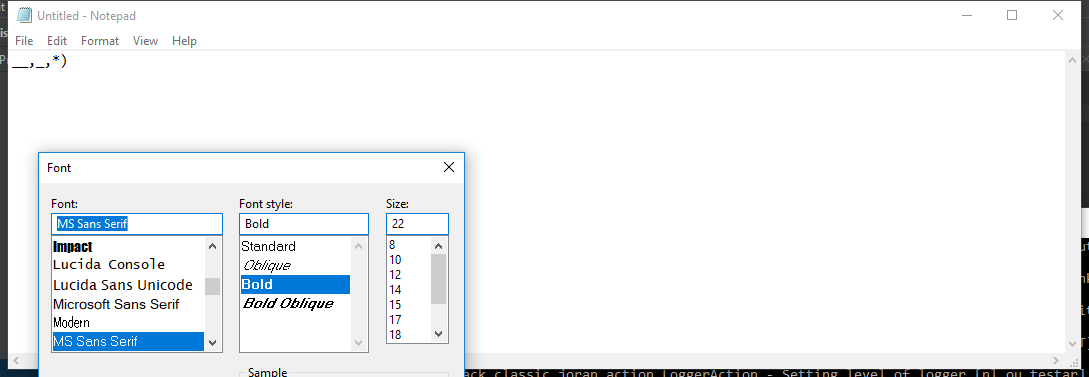 Untitled - Notepad
File Edit Format View Help
__,_,*)
Font
Font: Font style: Size:
MS Sans Serif Bold 22
Impact
Lucida Console
Lucida Sans Unicode
Microsoft Sans Serif
Modern
MS Sans Serif
Standard
Oblique
Bold
Bold Oblique
8
10
12
14
15
17
18
Sample
ack classic joran action LoggerAction - Setting level of logger [nl ou testar]